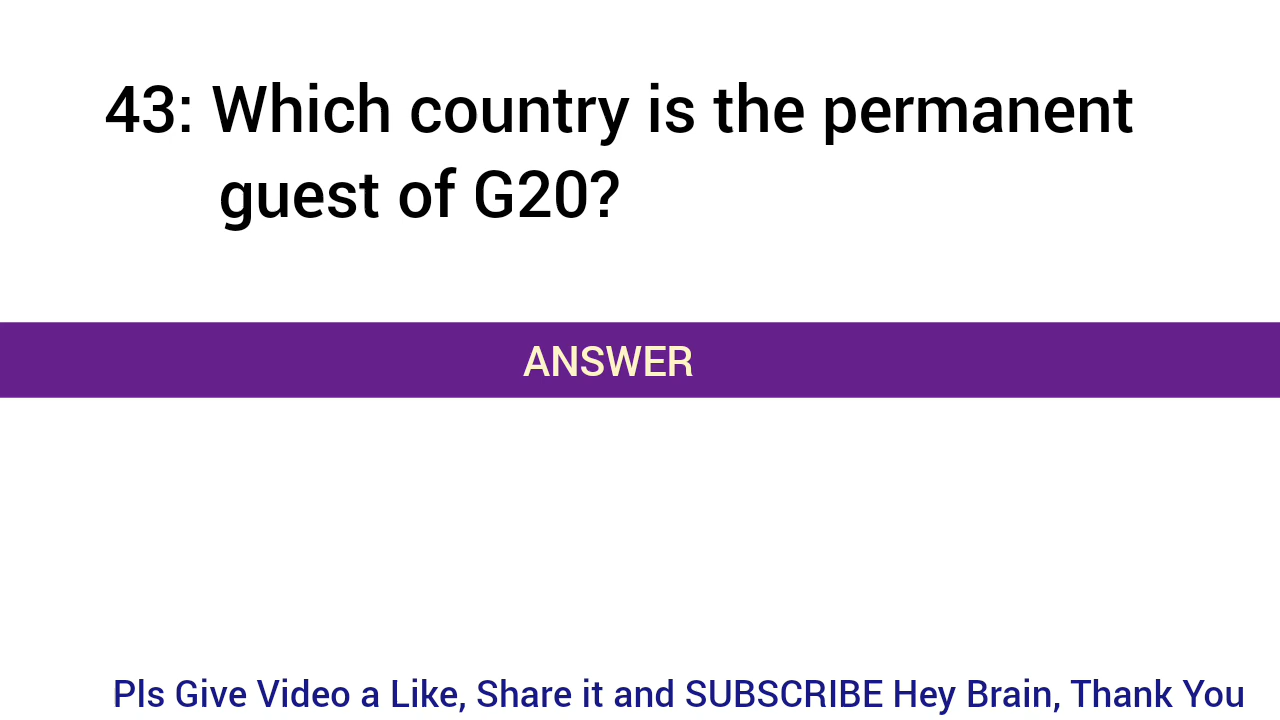 43: Which country is the permanent
guest of G20?
ANSWER
Pls Give Video a Like, Share it and SUBSCRIBE Hey Brain, Thank You